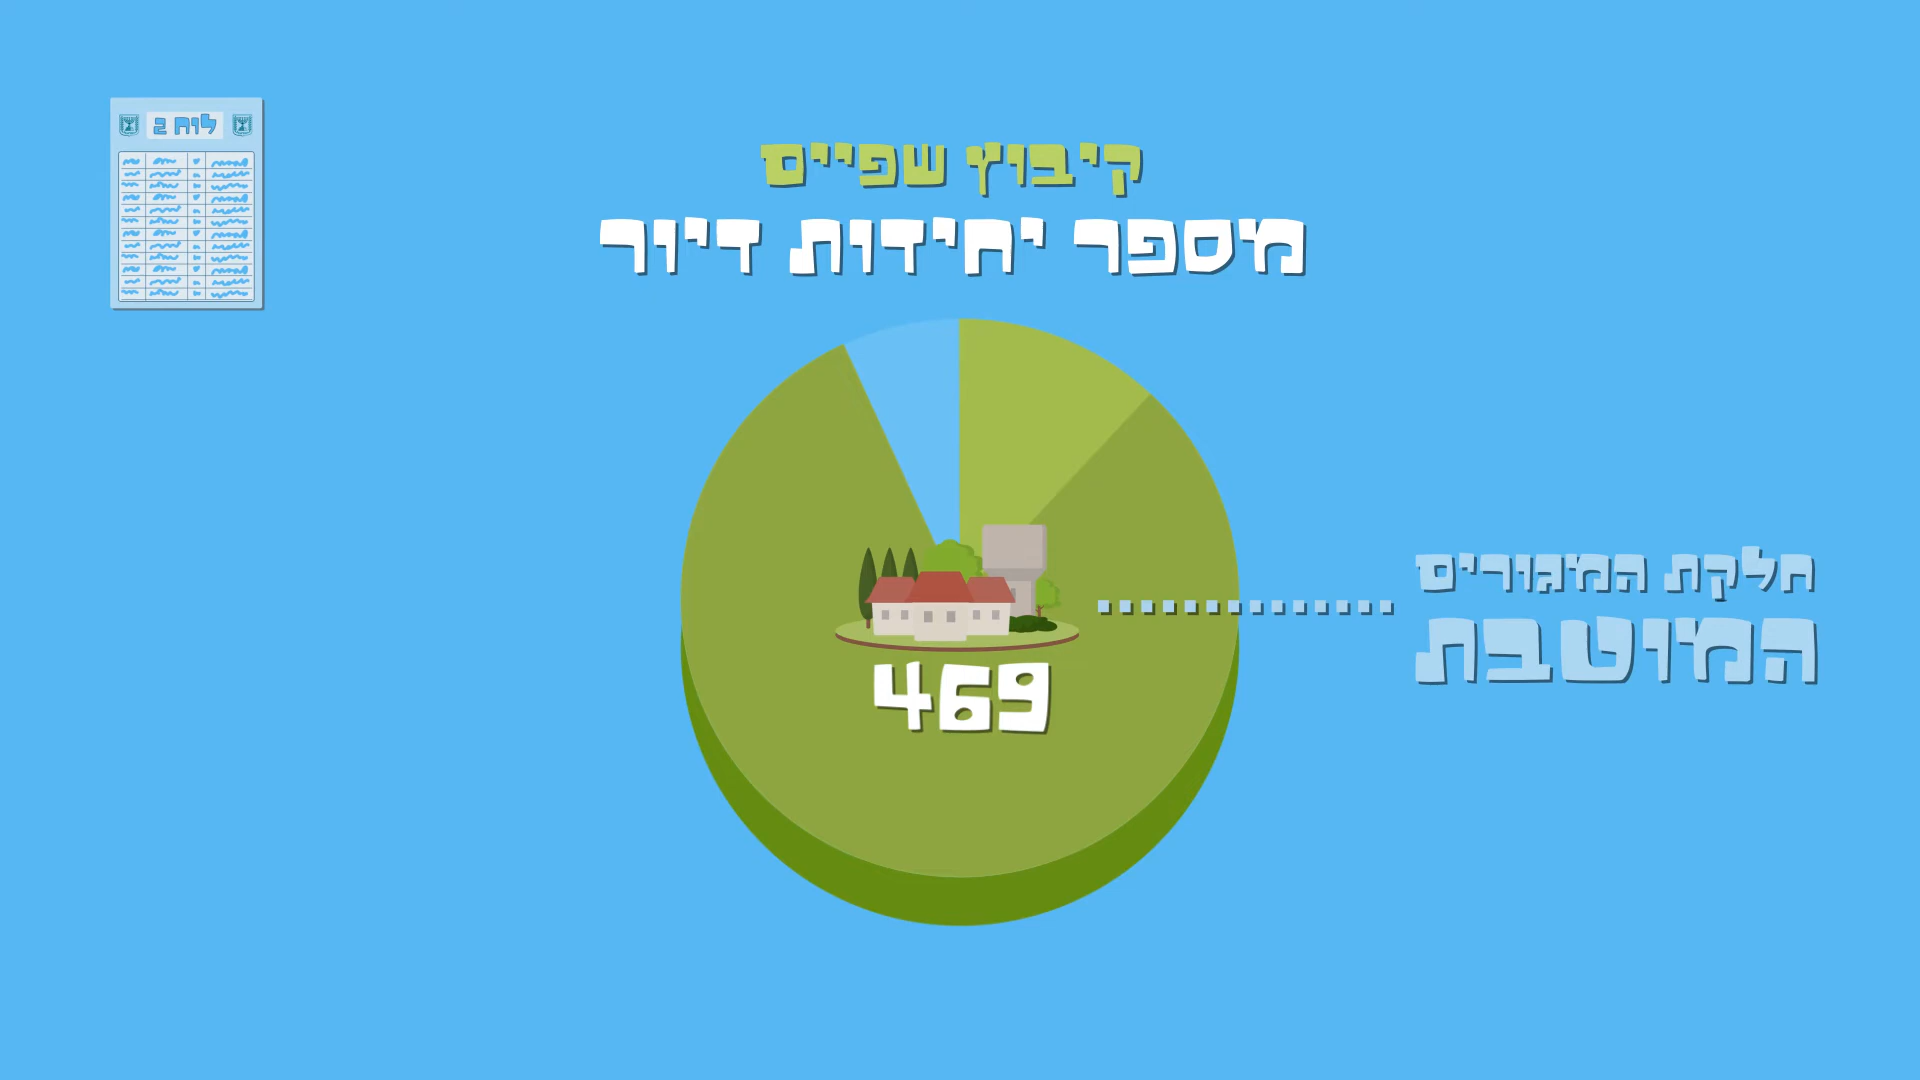 לוח 2
קיבוץ שפיים
מספר יחידות דיור
חלקת המגורים
המוטבת
469